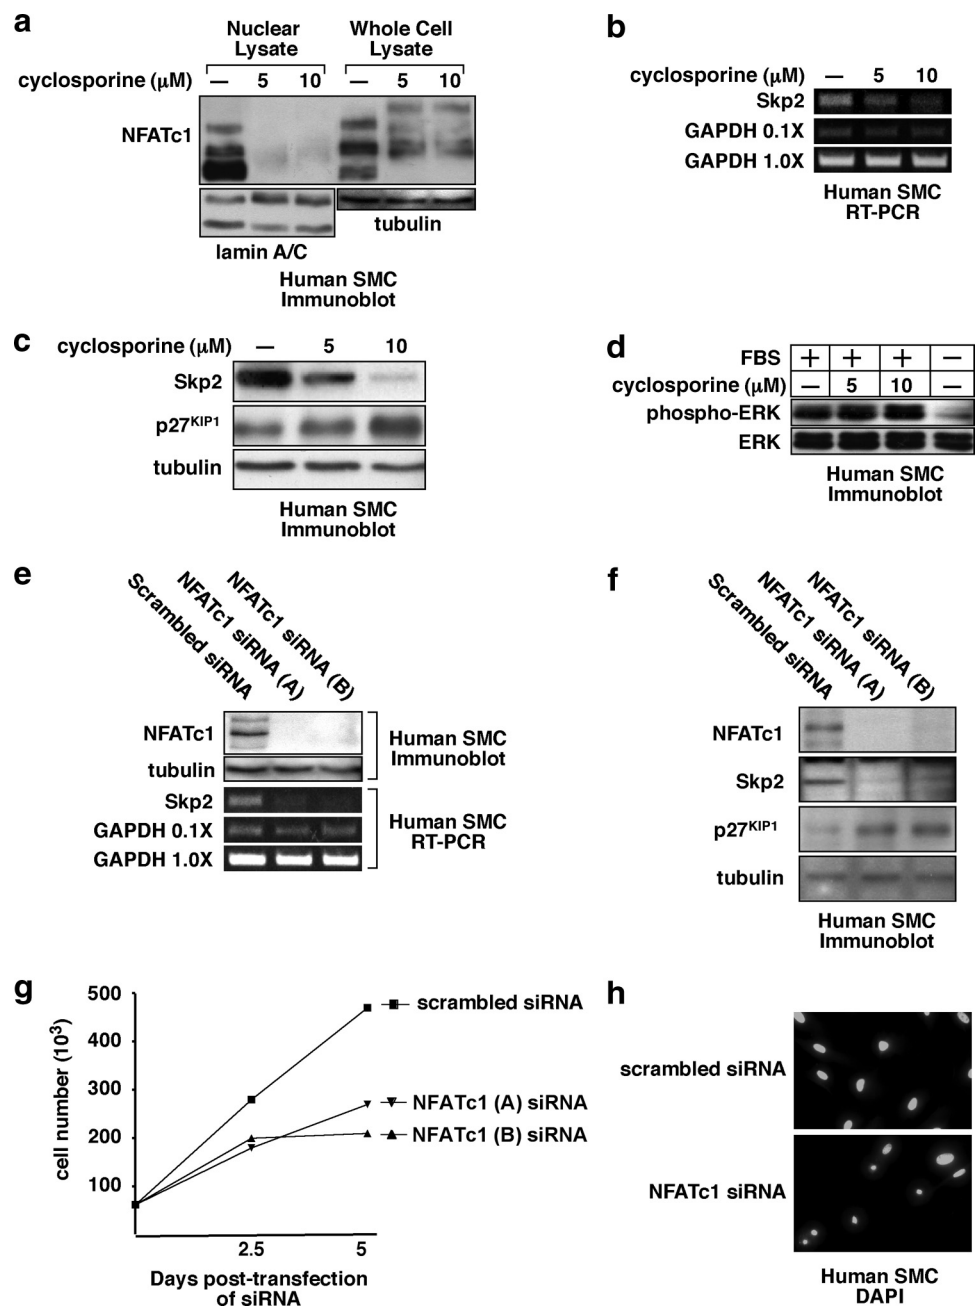 a
Nuclear Lysate
Whole Cell Lysate
cyclosporine (μM) — 5 10 — 5 10
NFATc1
lamin A/C
tubulin
Human SMC
Immunoblot
b
cyclosporine (μM) — 5 10
Skp2
GAPDH 0.1X
GAPDH 1.0X
Human SMC
RT-PCR
c
cyclosporine (μM) — 5 10
Skp2
p27KIP1
tubulin
Human SMC
Immunoblot
d
FBS + + + —
cyclosporine (μM) — 5 10 —
phospho-ERK
ERK
Human SMC
Immunoblot
e
Scrambled siRNA
NFATc1 siRNA (A)
NFATc1 siRNA (B)
NFATc1
tubulin
Human SMC
Immunoblot
Skp2
GAPDH 0.1X
GAPDH 1.0X
Human SMC
RT-PCR
f
Scrambled siRNA
NFATc1 siRNA (A)
NFATc1 siRNA (B)
NFATc1
Skp2
p27KIP1
tubulin
Human SMC
Immunoblot
g
cell number (10³)
500
400
300
200
100
scrambled siRNA
NFATc1 (A) siRNA
NFATc1 (B) siRNA
2.5 5
Days post-transfection
of siRNA
h
scrambled siRNA
NFATc1 siRNA
Human SMC
DAPI